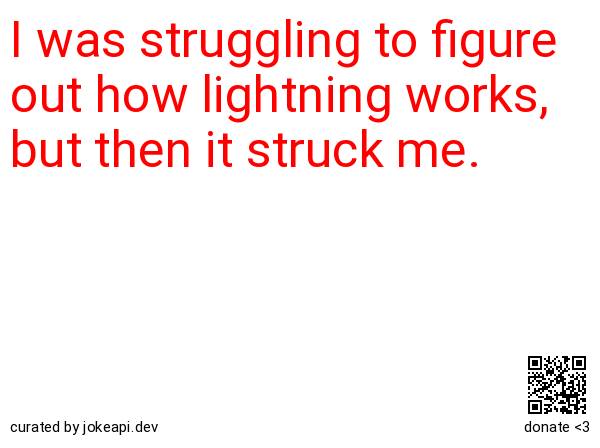 I was struggling to figure
out how lightning works,
but then it struck me.
curated by jokeapi.dev
donate <3